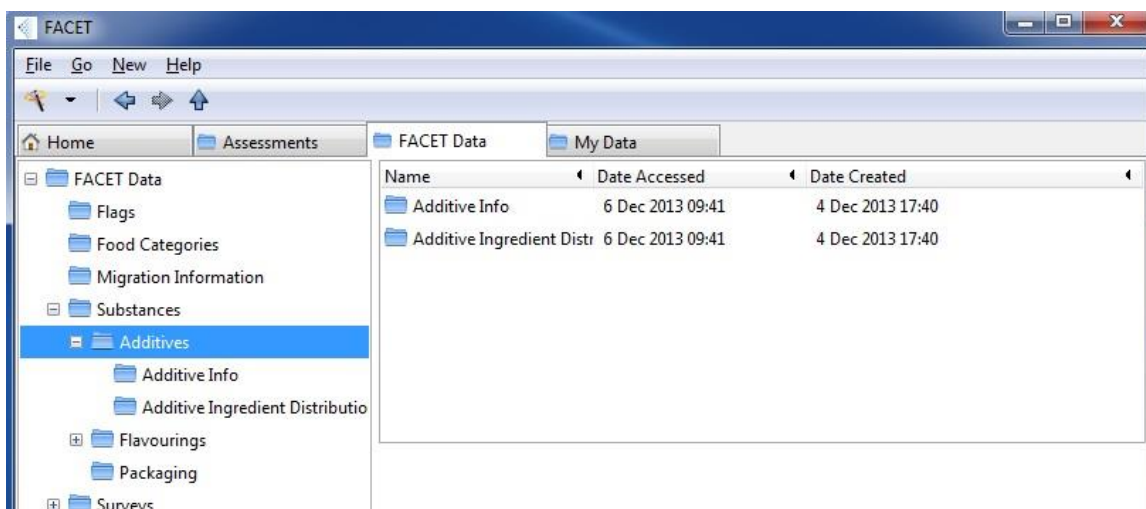 FACET
File Go New Help
Home Assessments FACET Data My Data
FACET Data
Flags
Food Categories
Migration Information
Substances
Additives
Additive Info
Additive Ingredient Distributio
Flavourings
Packaging
Surveys
Name Date Accessed Date Created
Additive Info 6 Dec 2013 09:41 4 Dec 2013 17:40
Additive Ingredient Distr 6 Dec 2013 09:41 4 Dec 2013 17:40